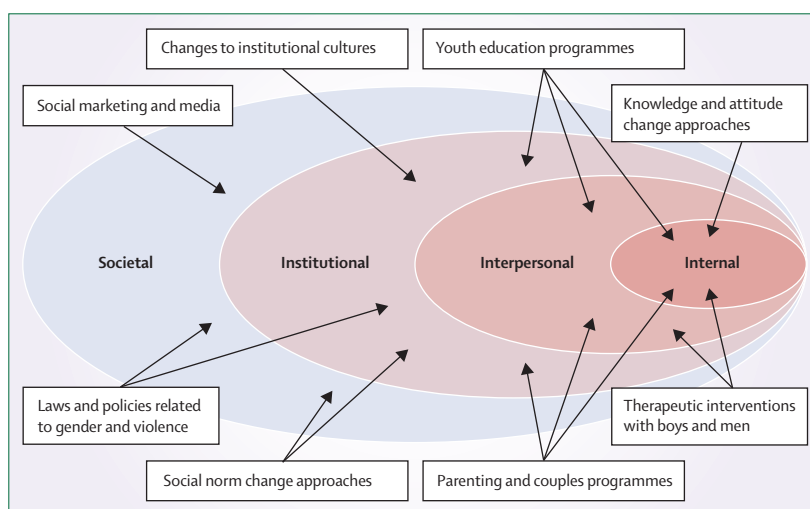 Changes to institutional cultures
Youth education programmes
Social marketing and media
Knowledge and attitude
change approaches
Societal
Institutional
Interpersonal
Internal
Laws and policies related
to gender and violence
Therapeutic interventions
with boys and men
Social norm change approaches
Parenting and couples programmes